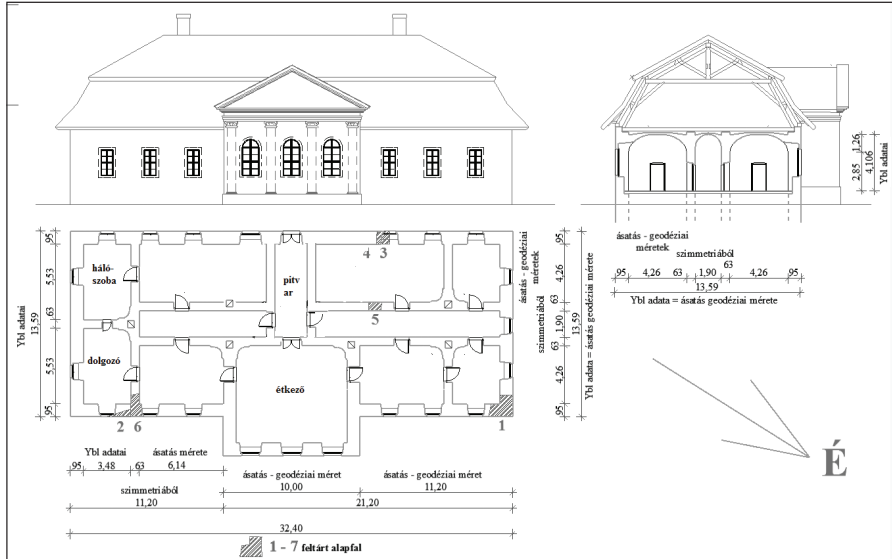 1,26
2,85
4,106
Ybl adatai
ásatás - geodéziai
méretek
szimmetriából
63
95
4,26
63
1,90
4,26
95
13,59
Ybl adata = ásatás geodéziai mérete
Ybl adatai
13,59
95
5,53
63
5,53
95
háló-
szoba
dolgozó
pitv
ar
étkező
4 3
5
2 6
1
ásatás - geodéziai
méretek
szimmetriából
95
4,26
63
1,90
63
4,26
95
13,59
Ybl adata = ásatás geodéziai mérete
Ybl adatai
95
3,48
63
ásatás mérete
6,14
ásatás - geodéziai méret
10,00
ásatás - geodéziai méret
11,20
szimmetriából
11,20
21,20
32,40
1 - 7 feltárt alapfal
É